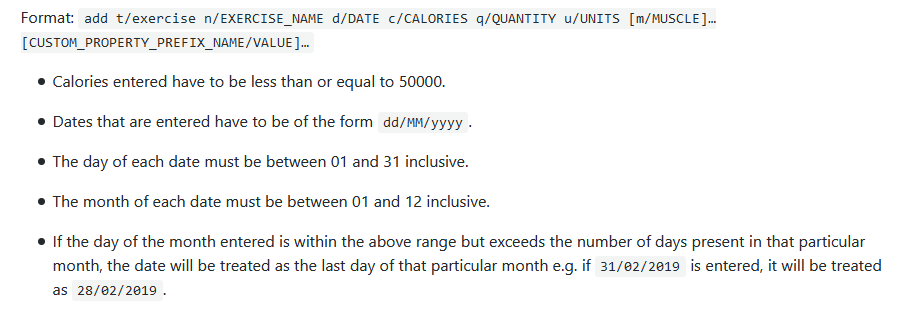 Format: add t/exercise n/EXERCISE_NAME d/DATE c/CALORIES q/QUANTITY u/UNITS [m/MUSCLE]…
[CUSTOM_PROPERTY_PREFIX_NAME/VALUE]…
• Calories entered have to be less than or equal to 50000.
• Dates that are entered have to be of the form dd/MM/yyyy.
• The day of each date must be between 01 and 31 inclusive.
• The month of each date must be between 01 and 12 inclusive.
• If the day of the month entered is within the above range but exceeds the number of days present in that particular
month, the date will be treated as the last day of that particular month e.g. if 31/02/2019 is entered, it will be treated
as 28/02/2019.